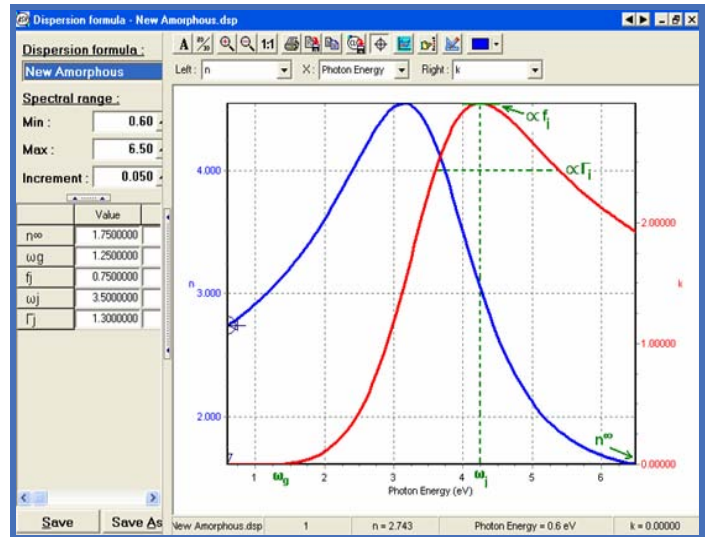 Dispersion formula - New Amorphous.dsp
Dispersion formula :
New Amorphous
Spectral range :
Min : 0.60
Max : 6.50
Increment : 0.050
Value
n∞ 1.7500000
ωg 1.2500000
fj 0.7500000
ωj 3.5000000
Γj 1.3000000
Save Save As
A 1:1
Left : n X : Photon Energy Right : k
∝ fj
∝Γj
4.000
3.000
2.000
n
2.00000
1.00000
0.00000
k
n∞
1 2 3 4 5 6
ωg ωj
Photon Energy (eV)
New Amorphous.dsp 1 n = 2.743 Photon Energy = 0.6 eV k = 0.00000